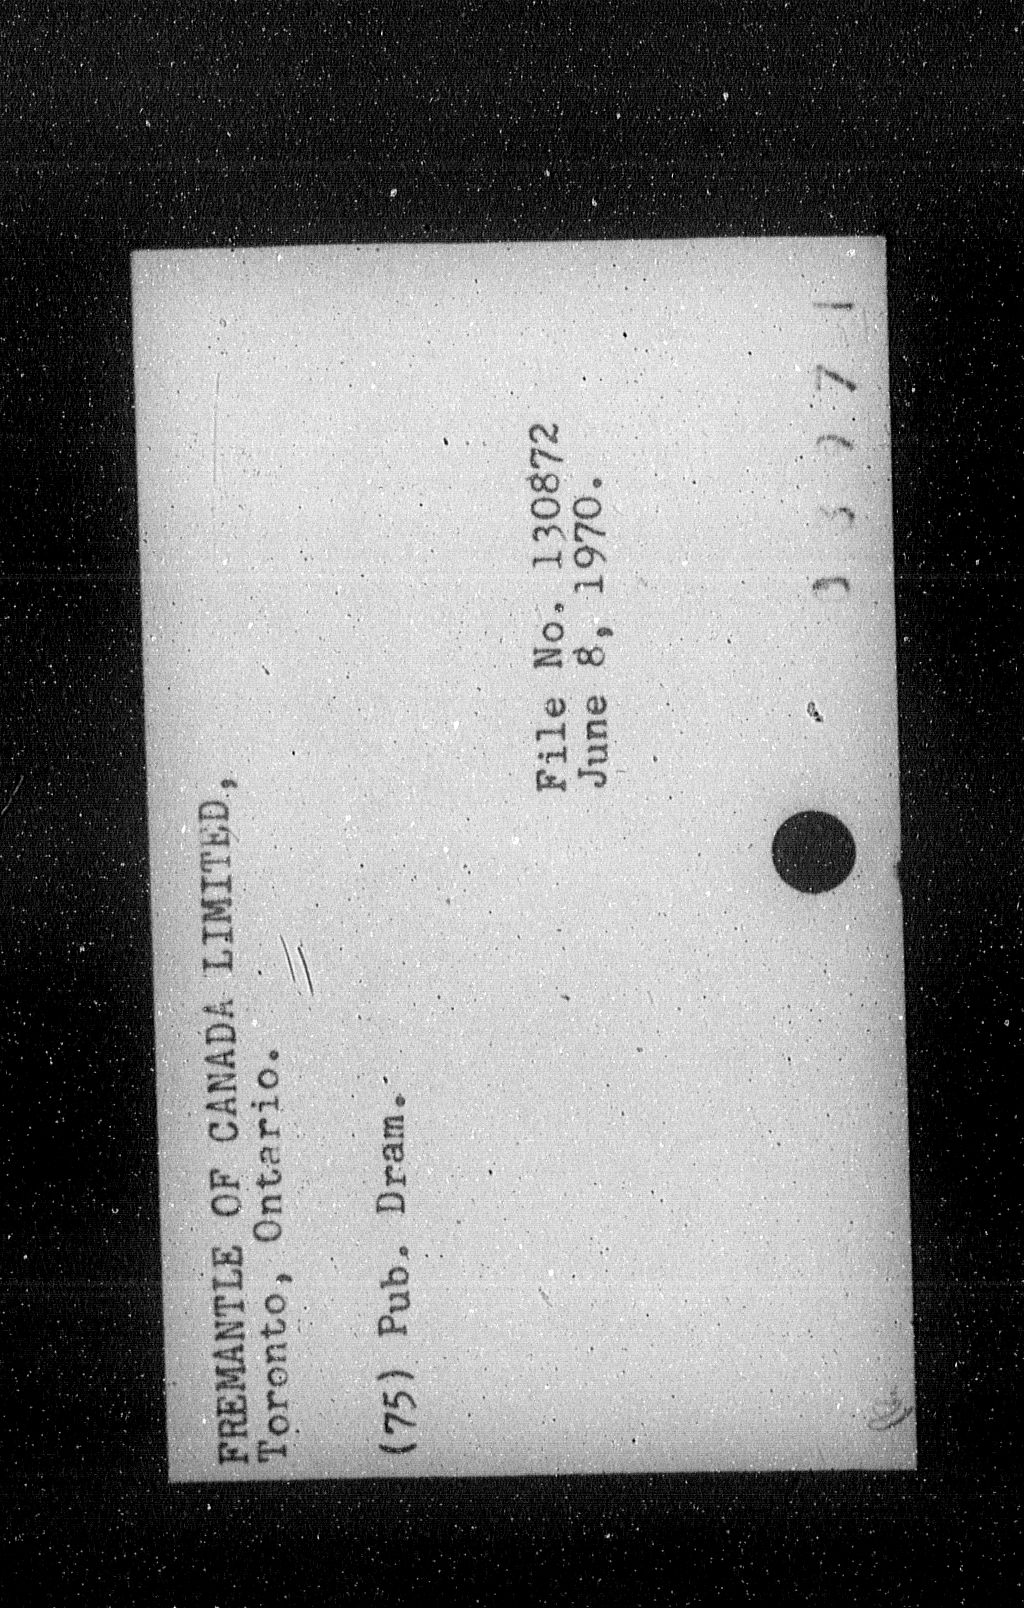 FREMANTLE OF CANADA LIMITED,
Toronto, Ontario.
(75) Pub. Dram.
File No. 130872
June 8, 1970.